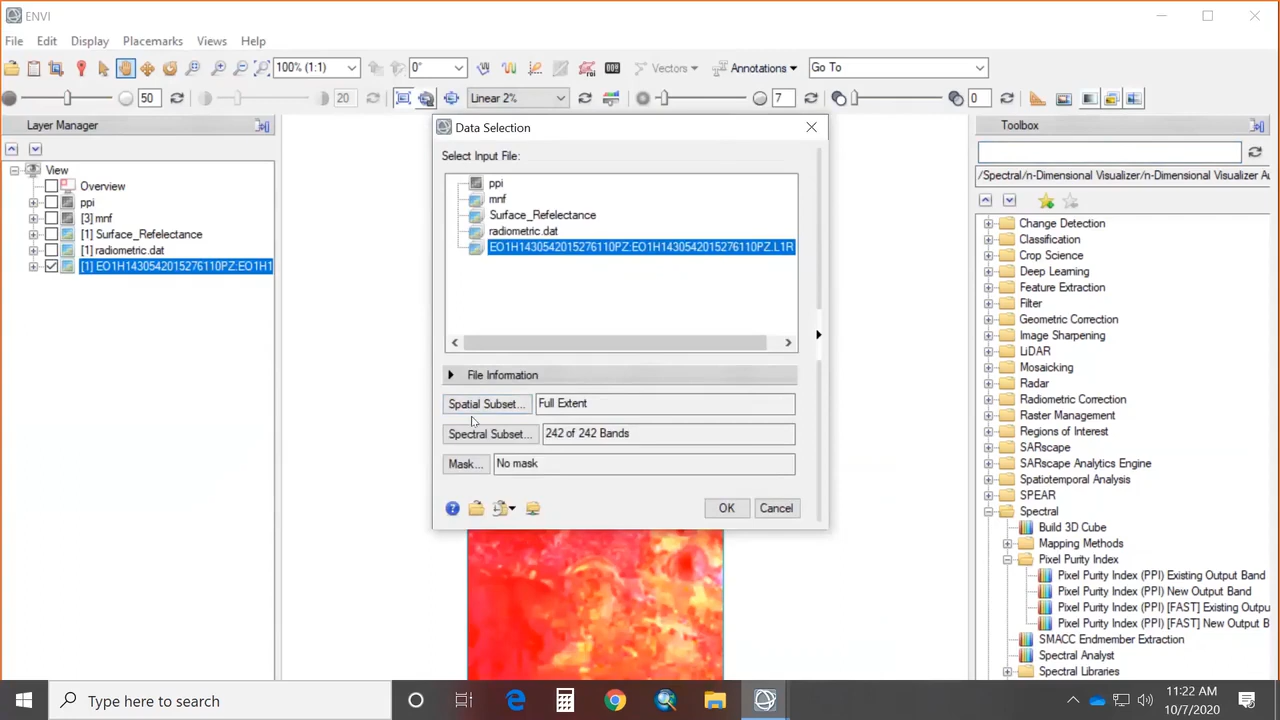 ENVI
File Edit Display Placemarks Views Help
100% (1:1) 0° Vectors Annotations Go To
50 20 Linear 2% 7 0
Layer Manager
View
Overview
ppi
[3] mnf
[1] Surface_Refelectance
[1] radiometric.dat
[1] EO1H1430542015276110PZ:EO1H1
Data Selection
Select Input File:
ppi
mnf
Surface_Refelectance
radiometric.dat
EO1H1430542015276110PZ:EO1H1430542015276110PZ.L1R
File Information
Spatial Subset... Full Extent
Spectral Subset... 242 of 242 Bands
Mask... No mask
OK Cancel
Toolbox
/Spectral/n-Dimensional Visualizer/n-Dimensional Visualizer Au
Change Detection
Classification
Crop Science
Deep Learning
Feature Extraction
Filter
Geometric Correction
Image Sharpening
LiDAR
Mosaicking
Radar
Radiometric Correction
Raster Management
Regions of Interest
SARscape
SARscape Analytics Engine
Spatiotemporal Analysis
SPEAR
Spectral
Build 3D Cube
Mapping Methods
Pixel Purity Index
Pixel Purity Index (PPI) Existing Output Band
Pixel Purity Index (PPI) New Output Band
Pixel Purity Index (PPI) [FAST] Existing Outpu
Pixel Purity Index (PPI) [FAST] New Output B
SMACC Endmember Extraction
Spectral Analyst
Spectral Libraries
Type here to search
11:22 AM
10/7/2020